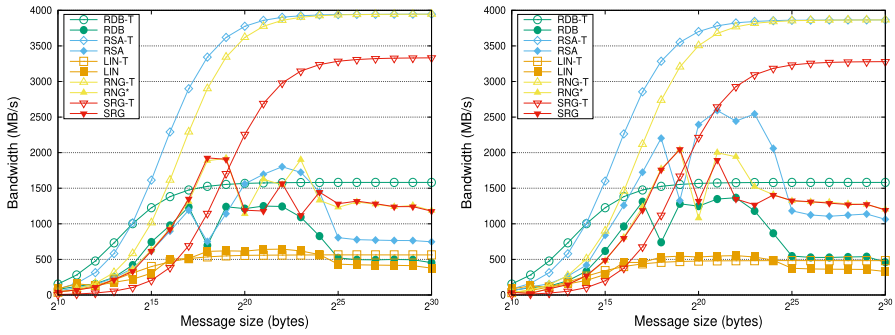 4000
3500
3000
2500
2000
1500
1000
500
0
Bandwidth (MB/s)
RDB-T
RDB
RSA-T
RSA
LIN-T
LIN
RNG-T
RNG*
SRG-T
SRG
2^10 2^15 2^20 2^25 2^30
Message size (bytes)
4000
3500
3000
2500
2000
1500
1000
500
0
Bandwidth (MB/s)
RDB-T
RDB
RSA-T
RSA
LIN-T
LIN
RNG-T
RNG*
SRG-T
SRG
2^10 2^15 2^20 2^25 2^30
Message size (bytes)